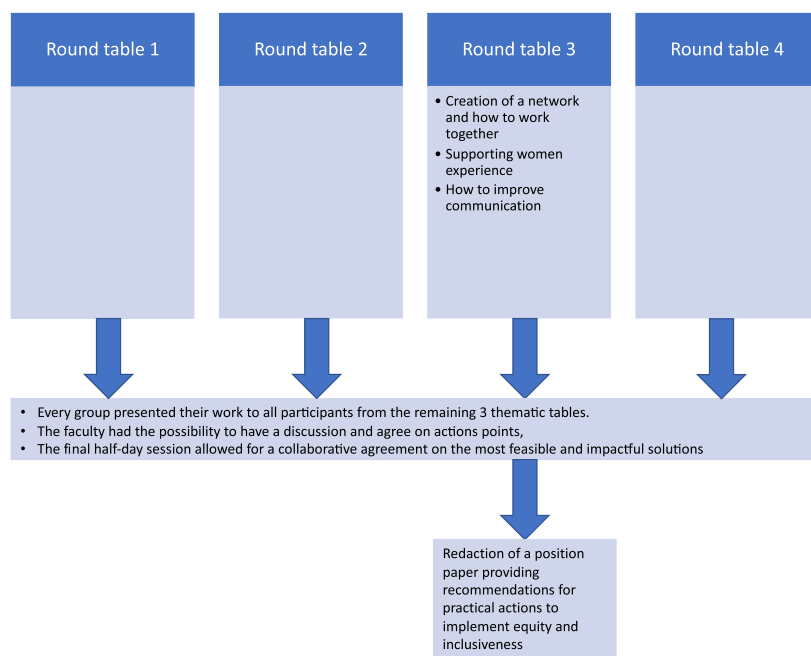 Round table 1
Round table 2
Round table 3
Round table 4
• Creation of a network
and how to work
together
• Supporting women
experience
• How to improve
communication
• Every group presented their work to all participants from the remaining 3 thematic tables.
• The faculty had the possibility to have a discussion and agree on actions points,
• The final half-day session allowed for a collaborative agreement on the most feasible and impactful solutions
Redaction of a position
paper providing
recommendations for
practical actions to
implement equity and
inclusiveness